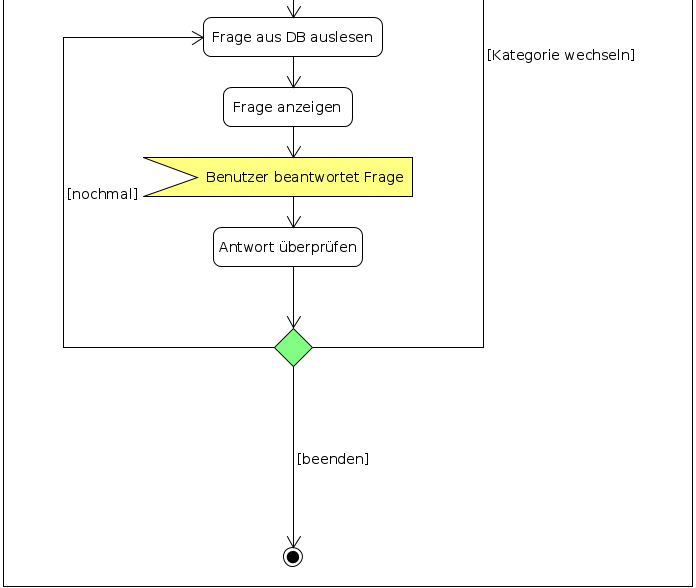 Frage aus DB auslesen
[Kategorie wechseln]
Frage anzeigen
Benutzer beantwortet Frage
[nochmal]
Antwort überprüfen
[beenden]